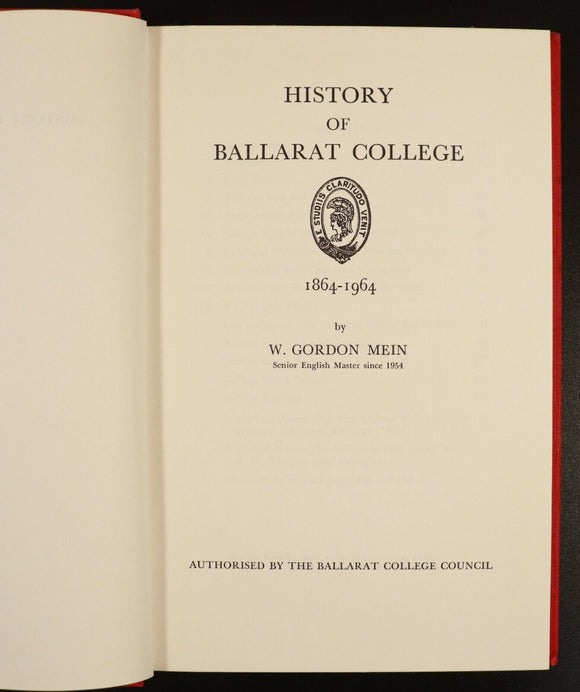 HISTORY
OF
BALLARAT COLLEGE
E STUDIIS CLARITUDO VENIT
1864-1964
by
W. GORDON MEIN
Senior English Master since 1954
AUTHORISED BY THE BALLARAT COLLEGE COUNCIL